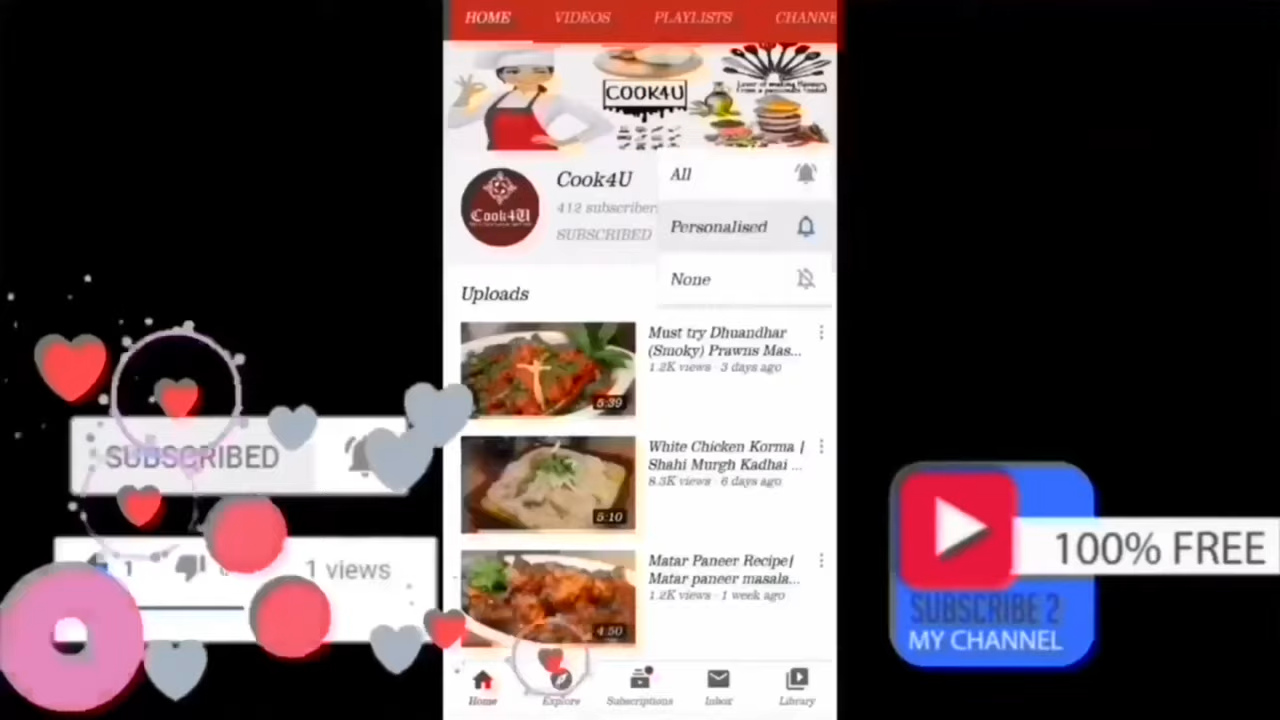 HOME VIDEOS PLAYLISTS CHANNE
COOK4U
Cook4U
Cook4U
412 subscriber
SUBSCRIBED
All
Personalised
None
Uploads
Must try Dhuandhar
(Smoky) Prawns Mas...
1.2K views · 3 days ago
5:39
White Chicken Korma |
Shahi Murgh Kadhai ...
8.3K views · 6 days ago
5:10
Matar Paneer Recipe|
Matar paneer masala...
1.2K views · 1 week ago
4:50
Home Explore Subscriptions Inbox Library
SUBSCRIBED
1 1 views
100% FREE
SUBSCRIBE 2
MY CHANNEL